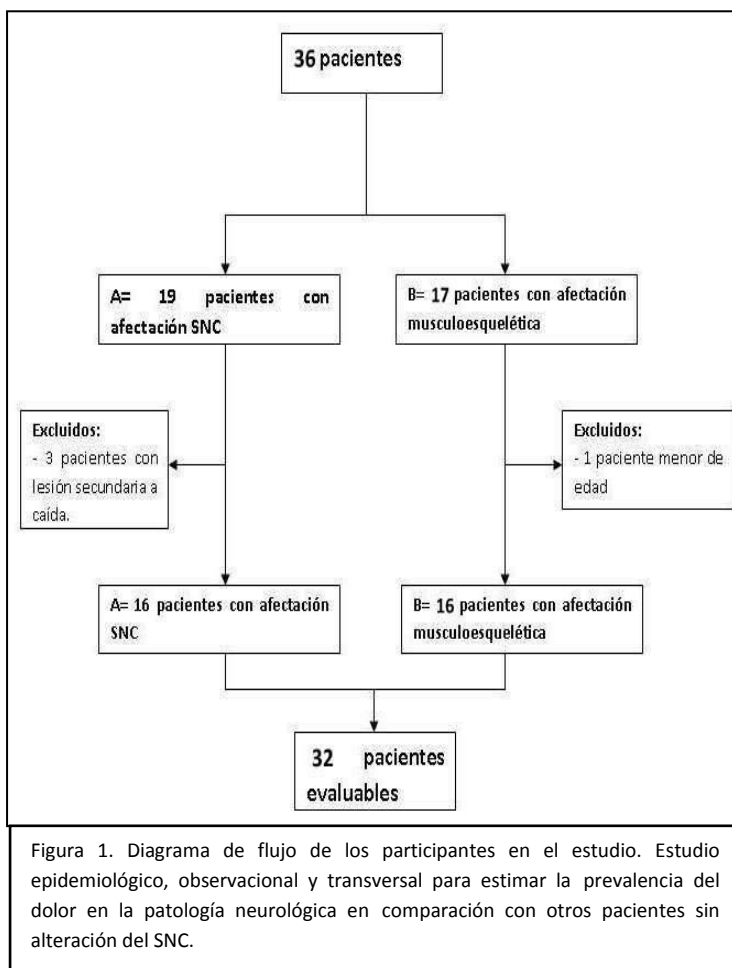 36 pacientes
A= 19 pacientes con
afectación SNC
B= 17 pacientes con afectación
musculoesquelética
Excluidos:
- 3 pacientes con
lesión secundaria a
caída.
Excluidos:
- 1 paciente menor de
edad
A= 16 pacientes con afectación
SNC
B= 16 pacientes con afectación
musculoesquelética
32 pacientes
evaluables
Figura 1. Diagrama de flujo de los participantes en el estudio. Estudio
epidemiológico, observacional y transversal para estimar la prevalencia del
dolor en la patología neurológica en comparación con otros pacientes sin
alteración del SNC.